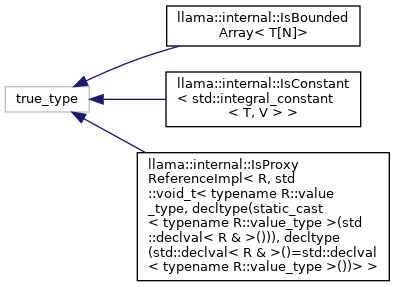 llama::internal::IsBounded
Array< T[N]>
true_type
llama::internal::IsConstant
< std::integral_constant
< T, V > >
llama::internal::IsProxy
ReferenceImpl< R, std
::void_t< typename R::value
_type, decltype(static_cast
< typename R::value_type >(std
::declval< R & >())), decltype
(std::declval< R & >()=std::declval
< typename R::value_type >())> >